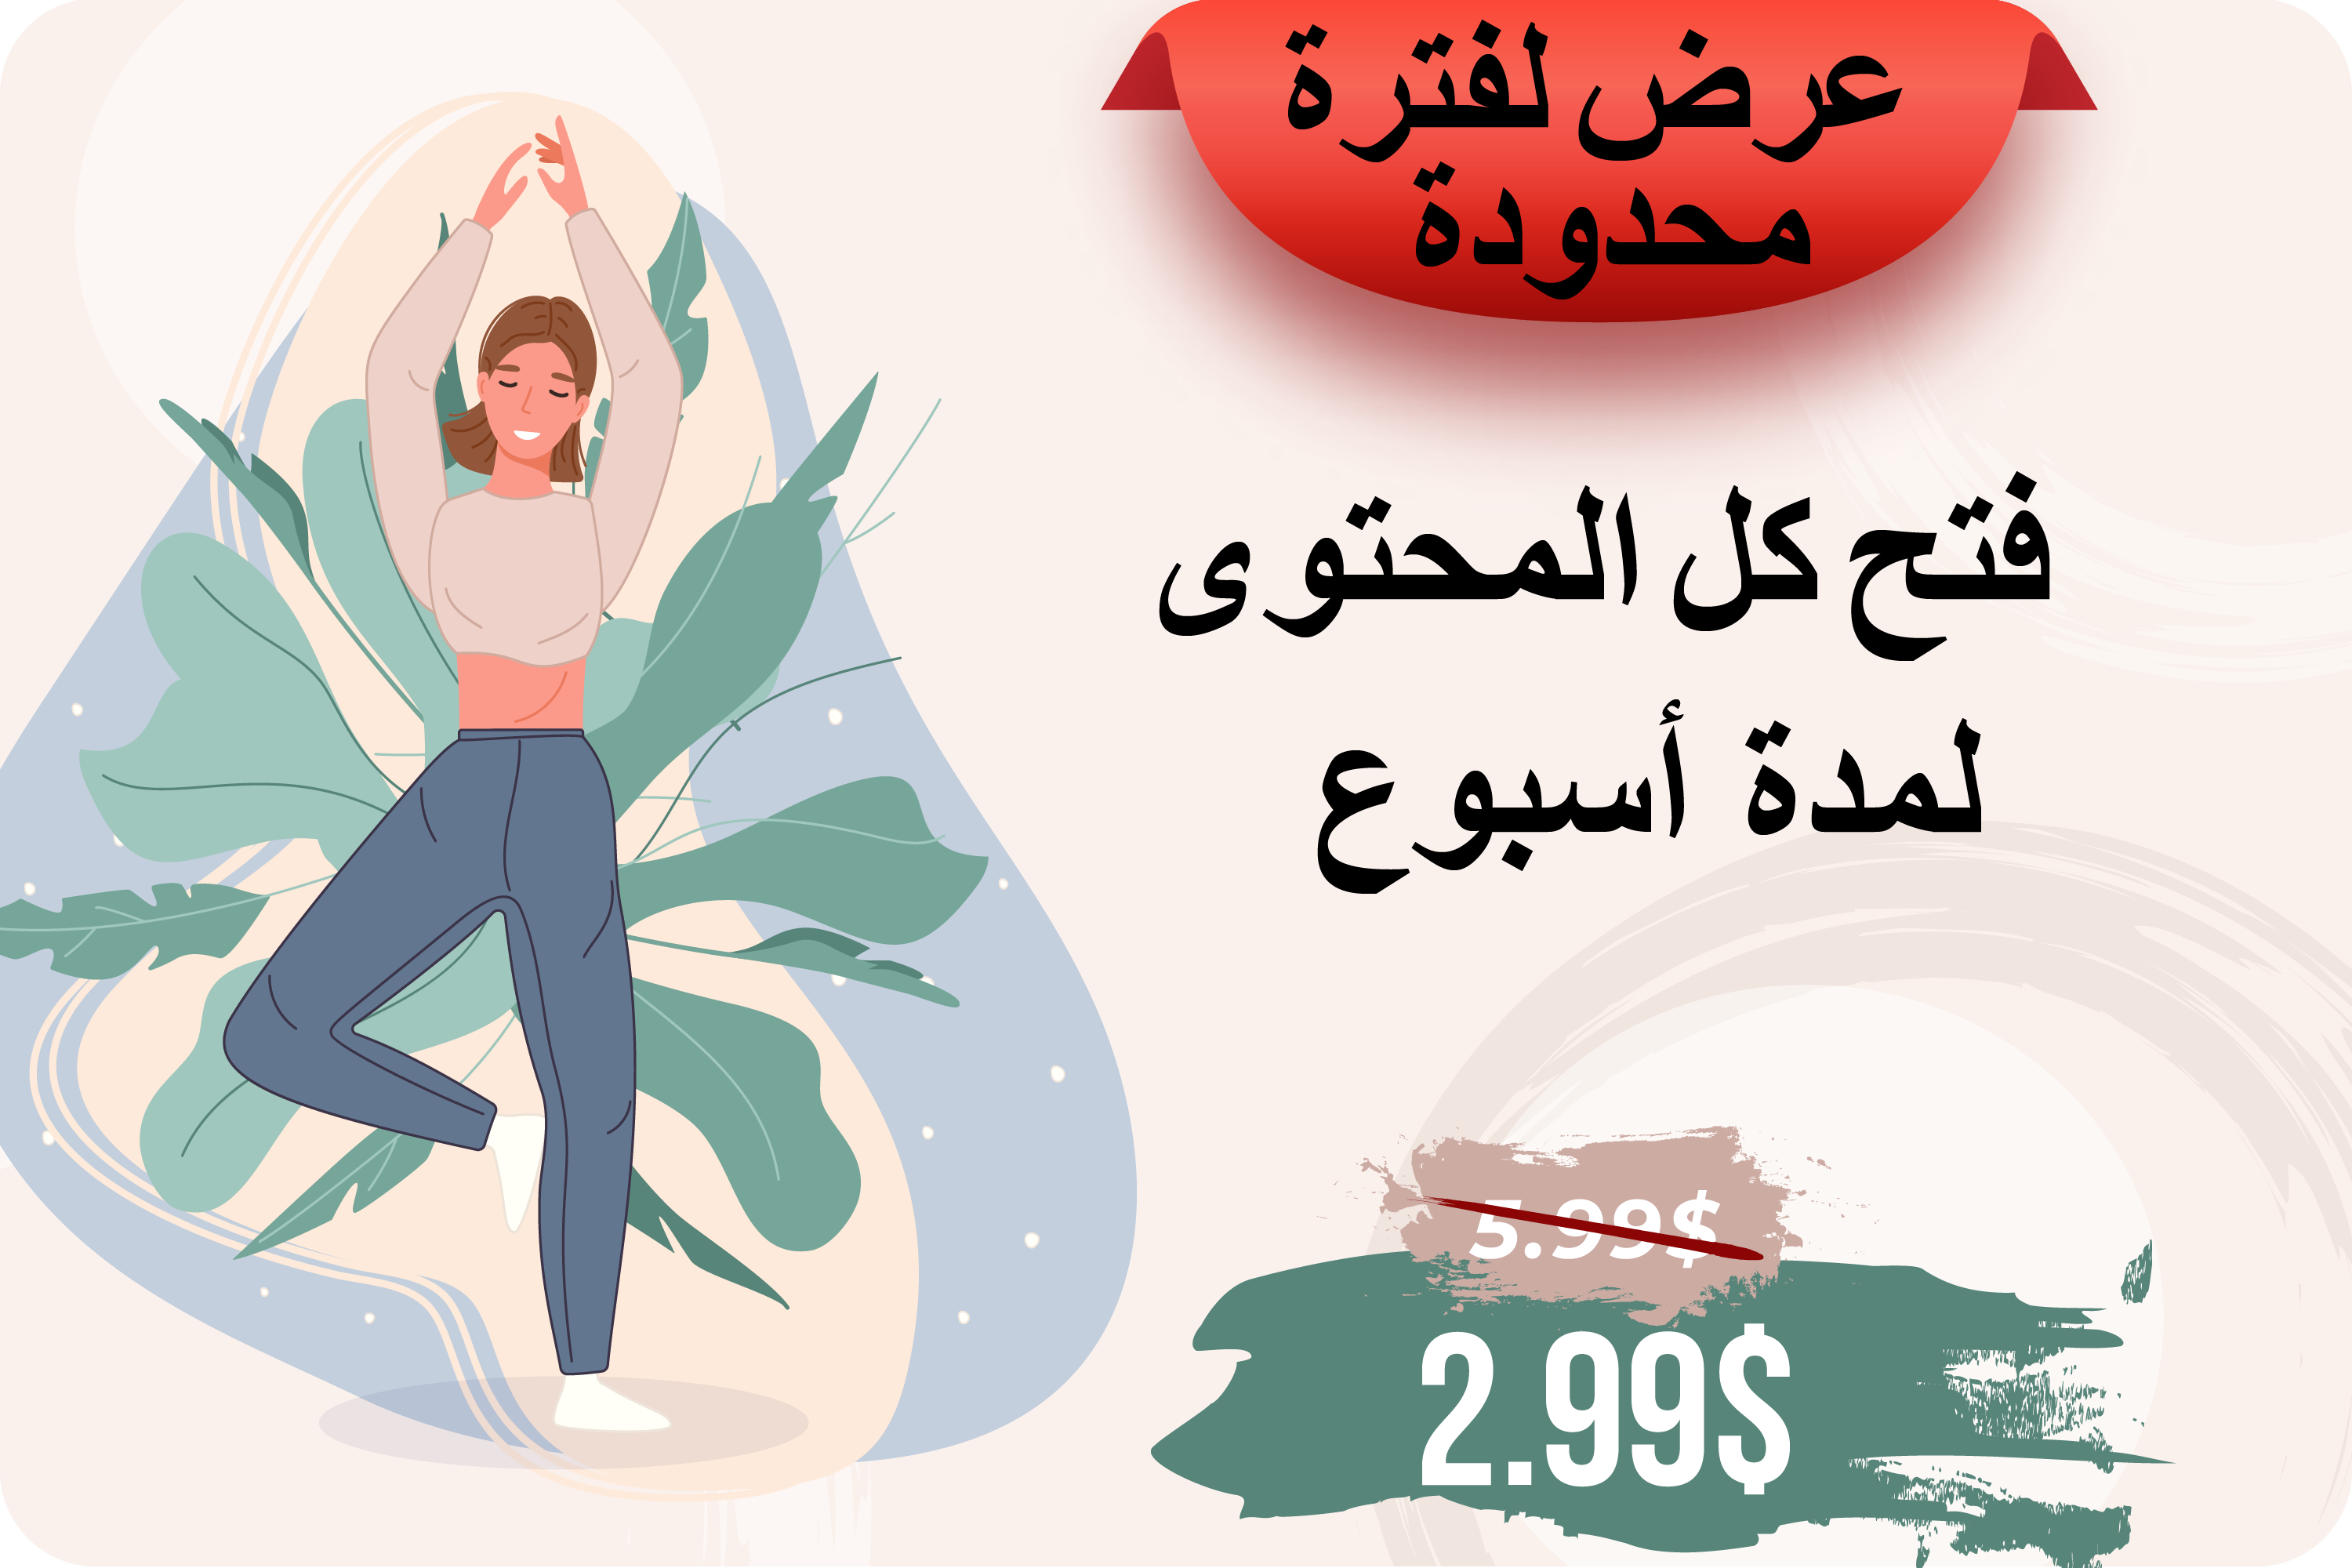 عرض لفترة
محدودة
فتح كل المحتوى
لمدة أسبوع
5.99$
2.99$